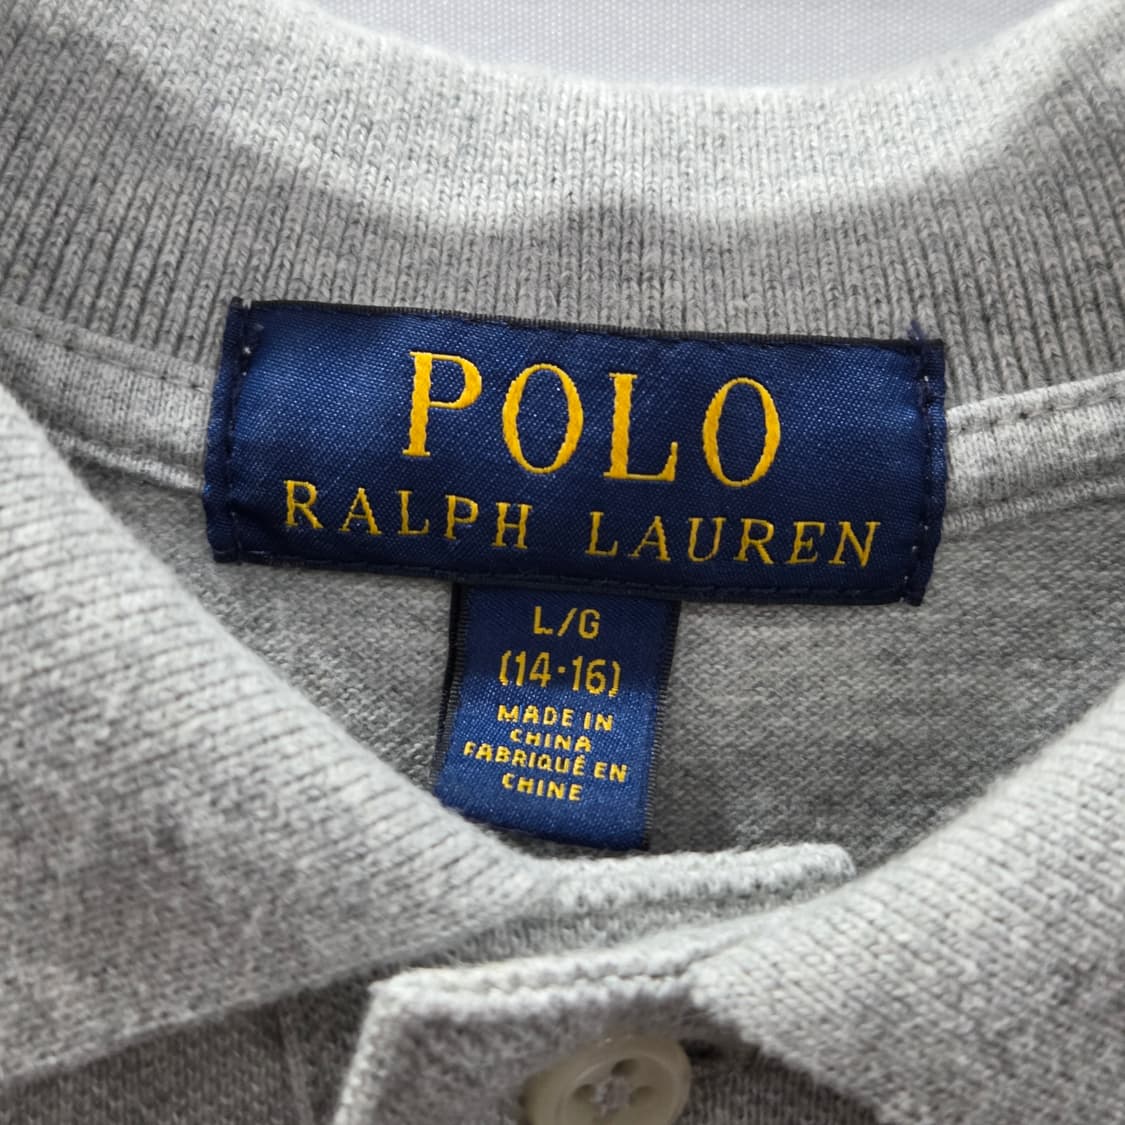 POLO
RALPH LAUREN
L/G
(14-16)
MADE IN
CHINA
FABRIQUÉ EN
CHINE